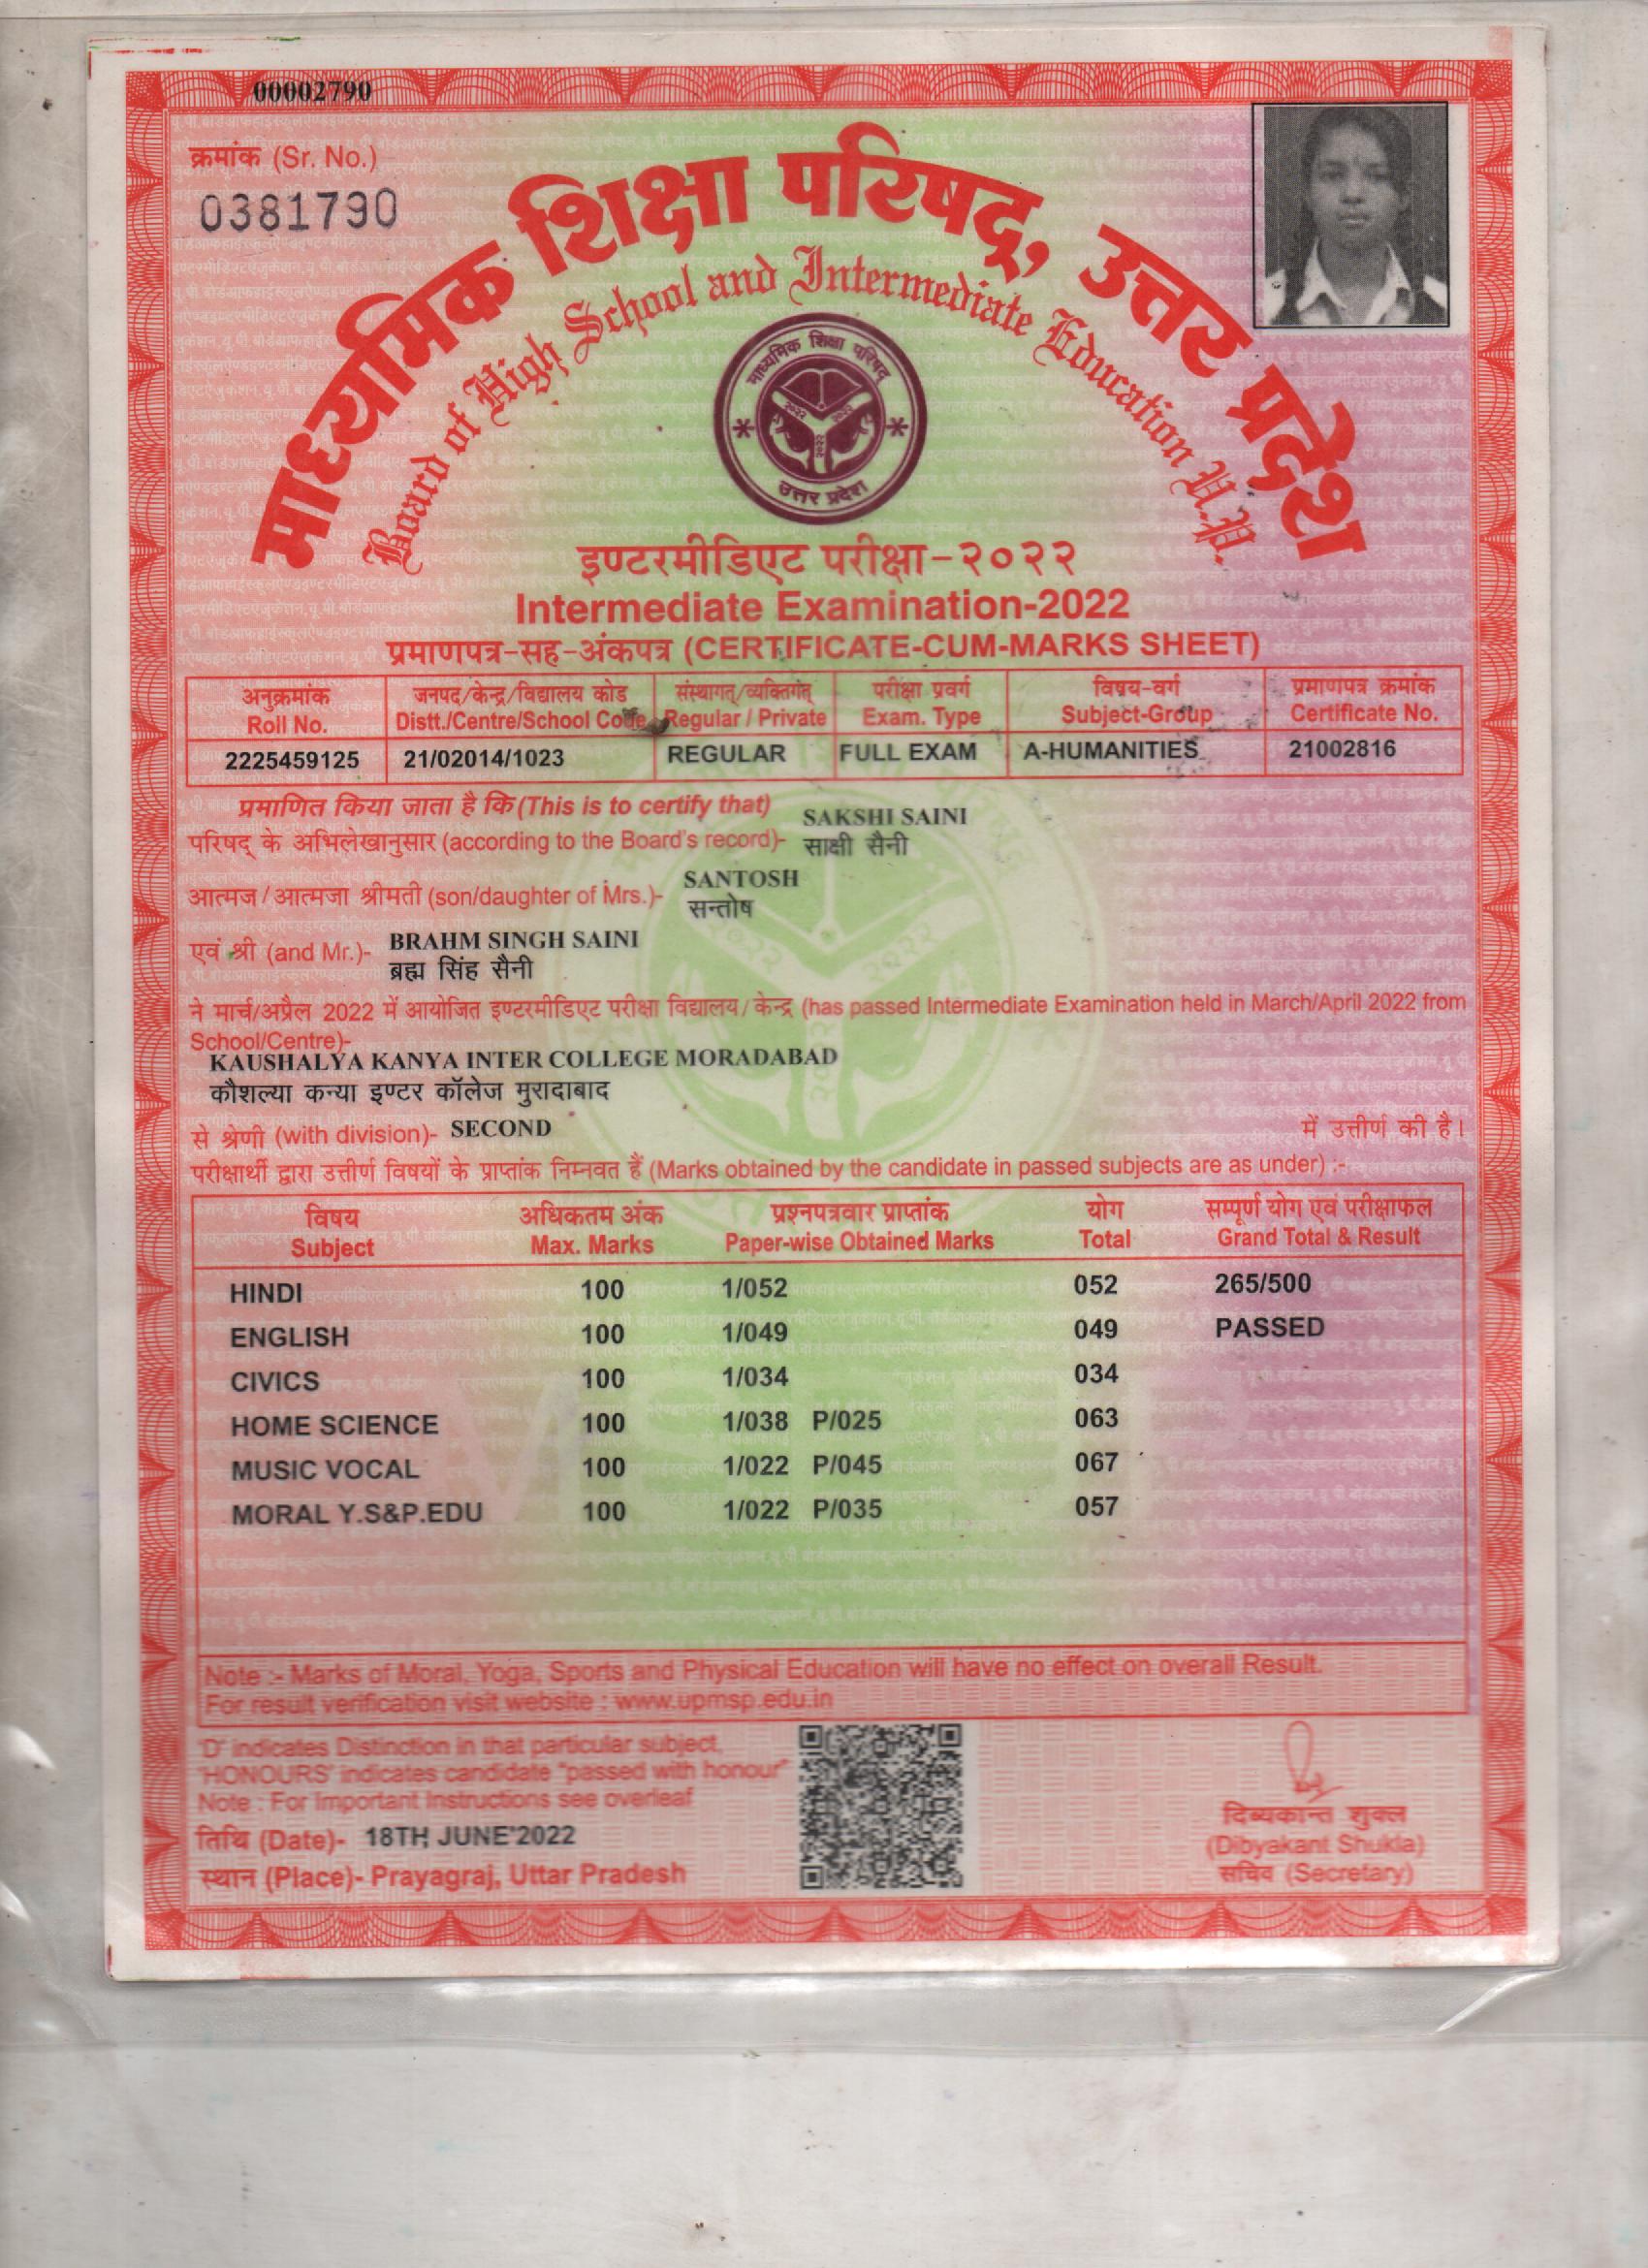 00002790
क्रमांक (Sr. No.)
0381790
माध्यमिक शिक्षा परिषद्, उत्तर प्रदेश
Board of High School and Intermediate Education U.P.
माध्यमिक शिक्षा परिषद्
उत्तर प्रदेश
इण्टरमीडिएट परीक्षा-२०२२
Intermediate Examination-2022
प्रमाणपत्र-सह-अंकपत्र (CERTIFICATE-CUM-MARKS SHEET)
अनुक्रमांक जनपद/केन्द्र/विद्यालय कोड संस्थागत्/व्यक्तिगत् परीक्षा प्रवर्ग विषय-वर्ग प्रमाणपत्र क्रमांक
Roll No. Distt./Centre/School Code Regular / Private Exam. Type Subject-Group Certificate No.
2225459125 21/02014/1023 REGULAR FULL EXAM A-HUMANITIES 21002816
प्रमाणित किया जाता है कि (This is to certify that) SAKSHI SAINI
परिषद् के अभिलेखानुसार (according to the Board's record)- साक्षी सैनी
SANTOSH
आत्मज/आत्मजा श्रीमती (son/daughter of Mrs.)- सन्तोष
एवं श्री (and Mr.)- BRAHM SINGH SAINI
ब्रह्म सिंह सैनी
ने मार्च/अप्रैल 2022 में आयोजित इण्टरमीडिएट परीक्षा विद्यालय/केन्द्र (has passed Intermediate Examination held in March/April 2022 from
School/Centre)-
KAUSHALYA KANYA INTER COLLEGE MORADABAD
कौशल्या कन्या इण्टर कॉलेज मुरादाबाद
से श्रेणी (with division)- SECOND में उत्तीर्ण की है।
परीक्षार्थी द्वारा उत्तीर्ण विषयों के प्राप्तांक निम्नवत हैं (Marks obtained by the candidate in passed subjects are as under) :-
विषय अधिकतम अंक प्रश्नपत्रवार प्राप्तांक योग सम्पूर्ण योग एवं परीक्षाफल
Subject Max. Marks Paper-wise Obtained Marks Total Grand Total & Result
HINDI 100 1/052 052 265/500
ENGLISH 100 1/049 049 PASSED
CIVICS 100 1/034 034
HOME SCIENCE 100 1/038 P/025 063
MUSIC VOCAL 100 1/022 P/045 067
MORAL Y.S&P.EDU 100 1/022 P/035 057
Note :- Marks of Moral, Yoga, Sports and Physical Education will have no effect on overall Result.
For result verification visit website : www.upmsp.edu.in
'D' indicates Distinction in that particular subject,
'HONOURS' indicates candidate "passed with honour"
Note : For Important Instructions see overleaf
तिथि (Date)- 18TH JUNE'2022
स्थान (Place)- Prayagraj, Uttar Pradesh
दिब्यकान्त शुक्ल
(Dibyakant Shukla)
सचिव (Secretary)